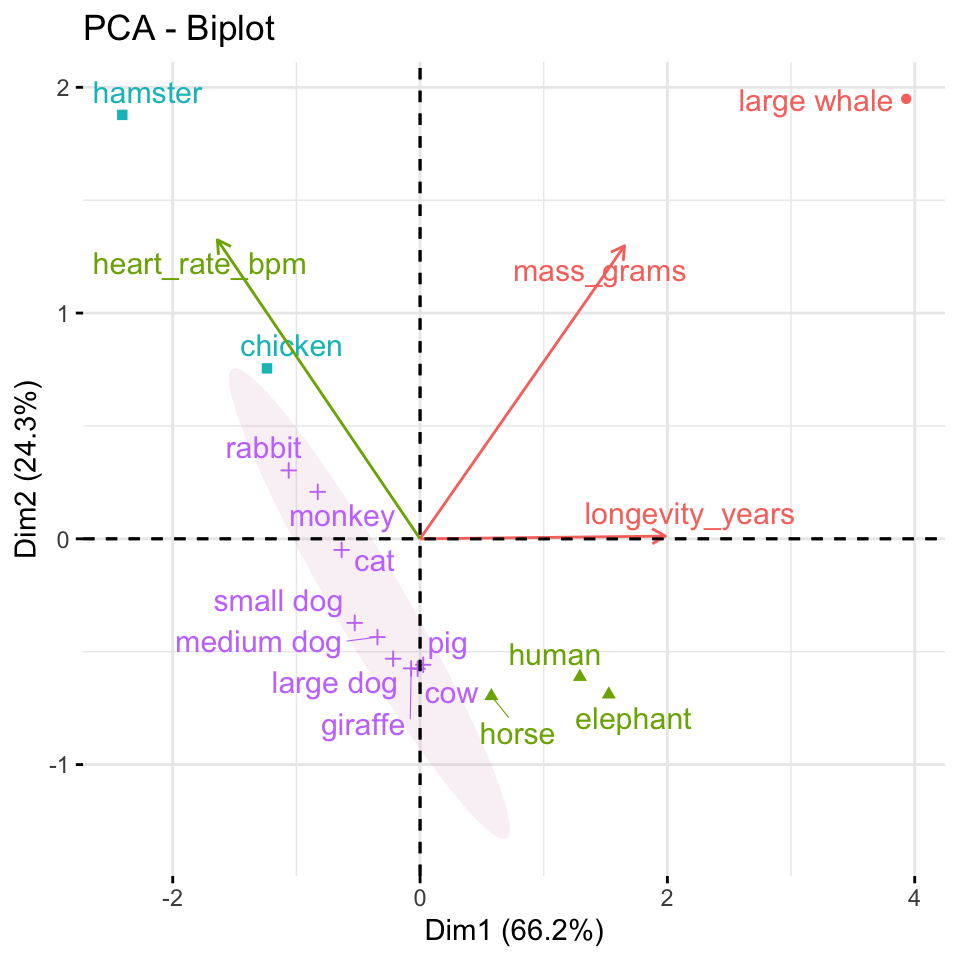 PCA - Biplot
2
hamster
large whale
heart_rate_bpm
mass_grams
1
chicken
rabbit
monkey
longevity_years
0
cat
small dog
medium dog
pig
human
large dog
cow
giraffe
elephant
horse
-1
Dim2 (24.3%)
-2 0 2 4
Dim1 (66.2%)